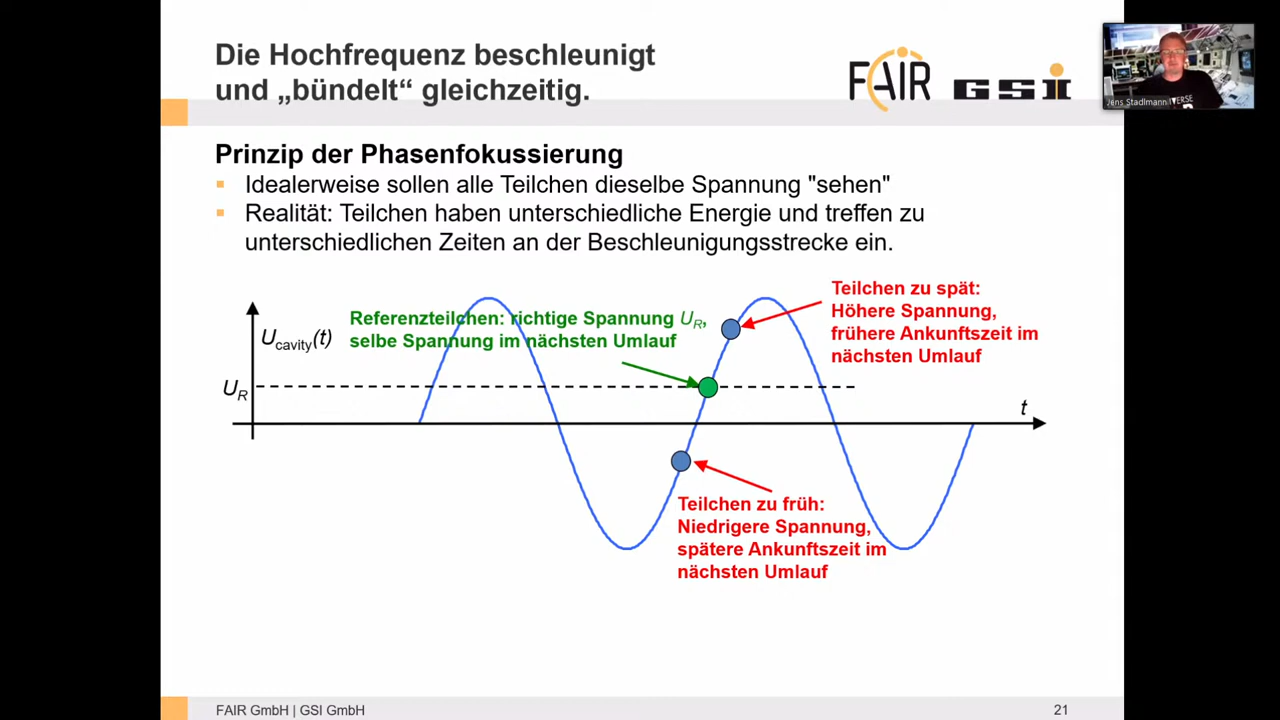 Die Hochfrequenz beschleunigt
und „bündelt“ gleichzeitig.
FAIR GSI
Jens Stadlmann
Prinzip der Phasenfokussierung
Idealerweise sollen alle Teilchen dieselbe Spannung "sehen"
Realität: Teilchen haben unterschiedliche Energie und treffen zu
unterschiedlichen Zeiten an der Beschleunigungsstrecke ein.
Teilchen zu spät:
Höhere Spannung,
frühere Ankunftszeit im
nächsten Umlauf
Referenzteilchen: richtige Spannung UR,
selbe Spannung im nächsten Umlauf
Ucavity(t)
UR
t
Teilchen zu früh:
Niedrigere Spannung,
spätere Ankunftszeit im
nächsten Umlauf
FAIR GmbH | GSI GmbH
21